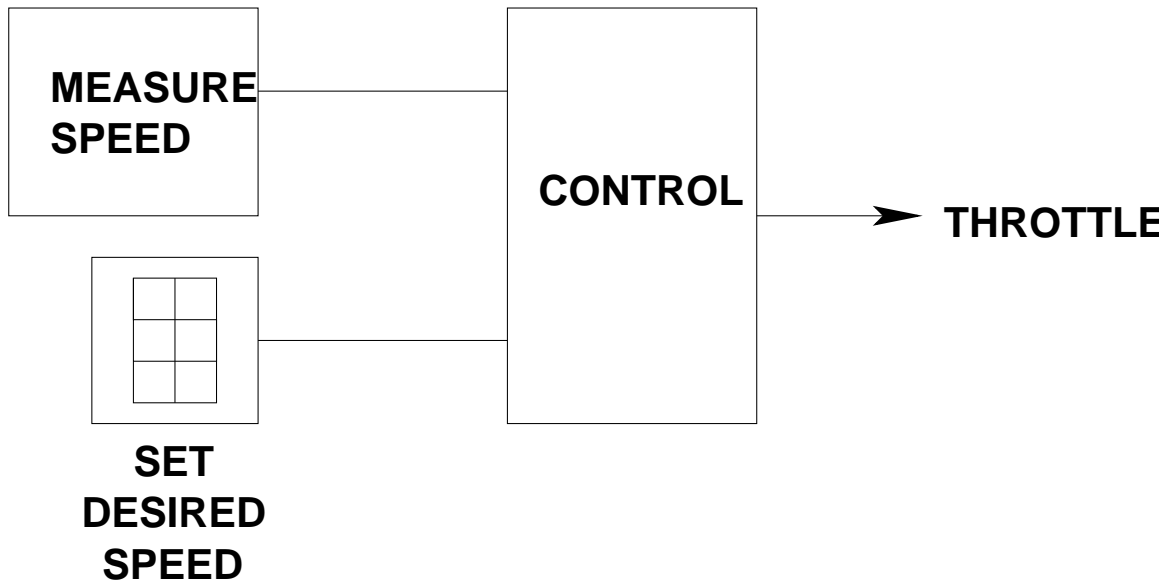 MEASURE
SPEED
CONTROL
THROTTLE
SET
DESIRED
SPEED